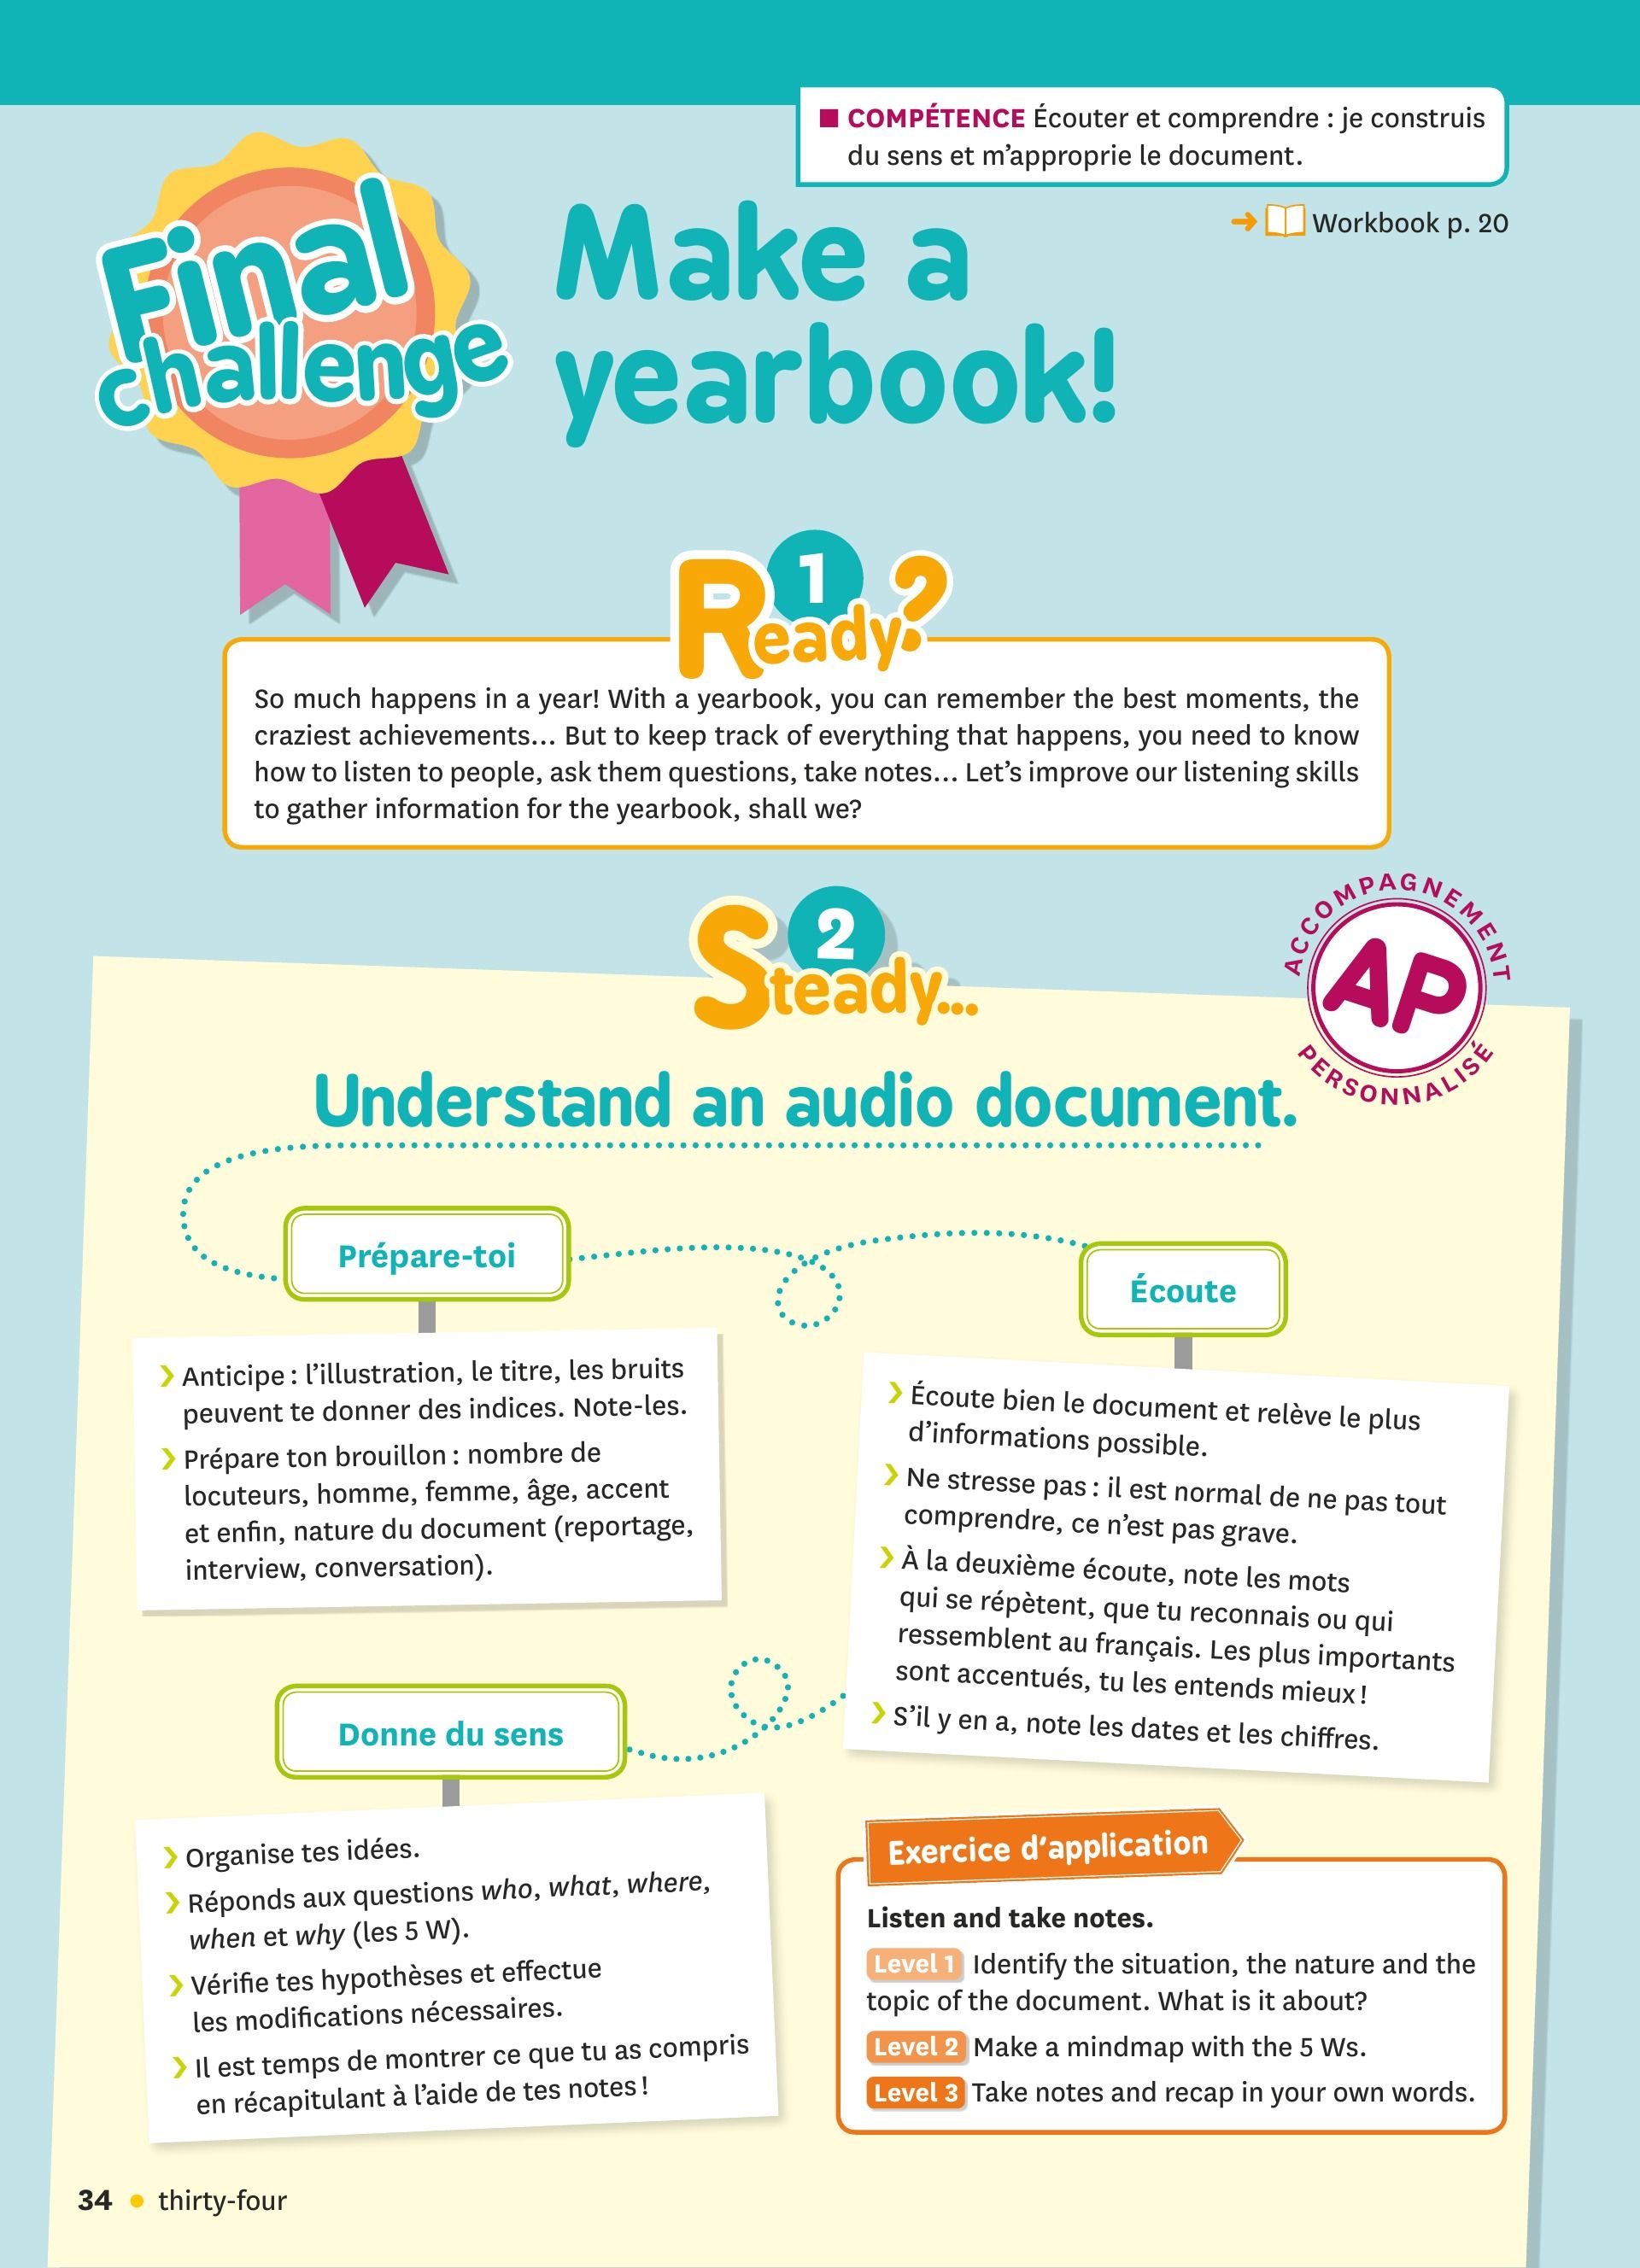 ■ COMPÉTENCE Écouter et comprendre : je construis
du sens et m'approprie le document.
➜ Workbook p. 20
Final
challenge
Make a
yearbook!
1
Ready?
So much happens in a year! With a yearbook, you can remember the best moments, the
craziest achievements... But to keep track of everything that happens, you need to know
how to listen to people, ask them questions, take notes... Let's improve our listening skills
to gather information for the yearbook, shall we?
2
Steady...
ACCOMPAGNEMENT
AP
PERSONNALISÉ
Understand an audio document.
Prépare-toi
❯ Anticipe : l'illustration, le titre, les bruits
peuvent te donner des indices. Note-les.
❯ Prépare ton brouillon : nombre de
locuteurs, homme, femme, âge, accent
et enfin, nature du document (reportage,
interview, conversation).
Écoute
❯ Écoute bien le document et relève le plus
d'informations possible.
❯ Ne stresse pas : il est normal de ne pas tout
comprendre, ce n'est pas grave.
❯ À la deuxième écoute, note les mots
qui se répètent, que tu reconnais ou qui
ressemblent au français. Les plus importants
sont accentués, tu les entends mieux !
❯ S'il y en a, note les dates et les chiffres.
Donne du sens
❯ Organise tes idées.
❯ Réponds aux questions who, what, where,
when et why (les 5 W).
❯ Vérifie tes hypothèses et effectue
les modifications nécessaires.
❯ Il est temps de montrer ce que tu as compris
en récapitulant à l'aide de tes notes !
Exercice d'application
Listen and take notes.
Level 1 Identify the situation, the nature and the
topic of the document. What is it about?
Level 2 Make a mindmap with the 5 Ws.
Level 3 Take notes and recap in your own words.
34 • thirty-four